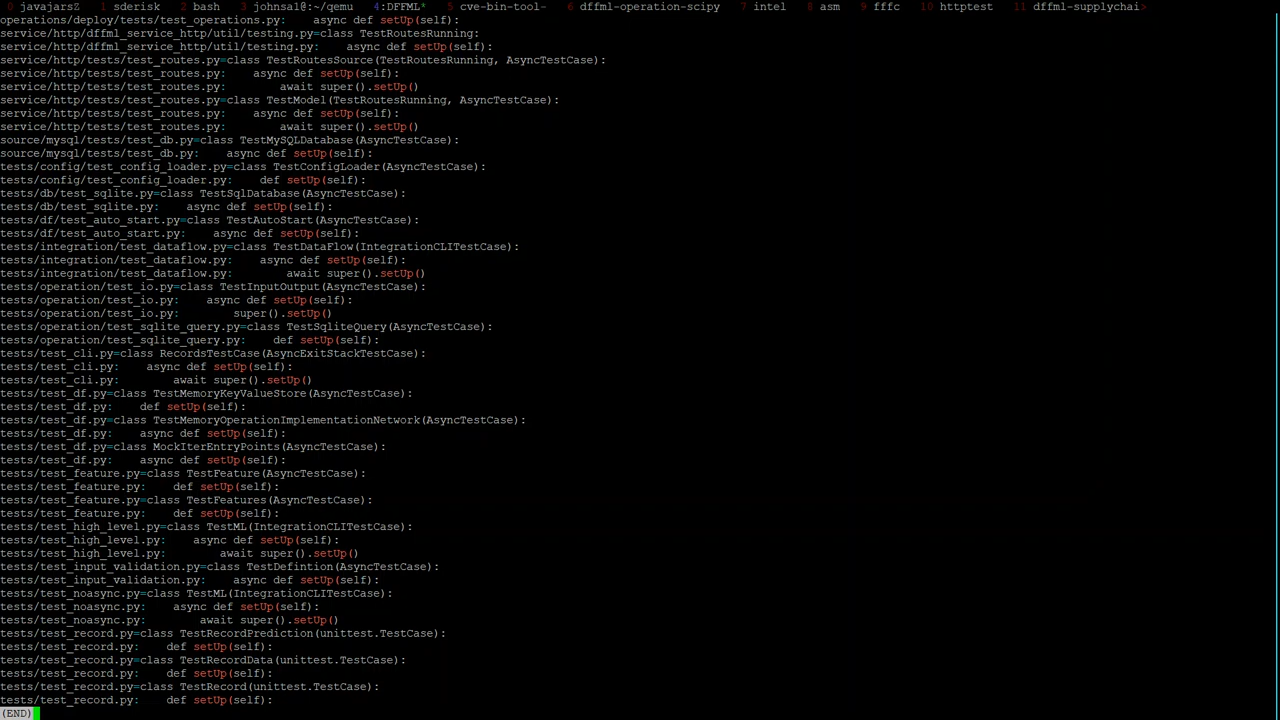 0 javajarsZ  1 sderisk  2 bash  3 johnsal@:~/qemu  4:DFFML*  5 cve-bin-tool-  6 dffml-operation-scipy  7 intel  8 asm  9 fffc  10 httptest  11 dffml-supplychai>
operations/deploy/tests/test_operations.py:    async def setUp(self):
service/http/dffml_service_http/util/testing.py=class TestRoutesRunning:
service/http/dffml_service_http/util/testing.py:    async def setUp(self):
service/http/tests/test_routes.py=class TestRoutesSource(TestRoutesRunning, AsyncTestCase):
service/http/tests/test_routes.py:    async def setUp(self):
service/http/tests/test_routes.py:        await super().setUp()
service/http/tests/test_routes.py=class TestModel(TestRoutesRunning, AsyncTestCase):
service/http/tests/test_routes.py:    async def setUp(self):
service/http/tests/test_routes.py:        await super().setUp()
source/mysql/tests/test_db.py=class TestMySQLDatabase(AsyncTestCase):
source/mysql/tests/test_db.py:    async def setUp(self):
tests/config/test_config_loader.py=class TestConfigLoader(AsyncTestCase):
tests/config/test_config_loader.py:    def setUp(self):
tests/db/test_sqlite.py=class TestSqlDatabase(AsyncTestCase):
tests/db/test_sqlite.py:    async def setUp(self):
tests/df/test_auto_start.py=class TestAutoStart(AsyncTestCase):
tests/df/test_auto_start.py:    async def setUp(self):
tests/integration/test_dataflow.py=class TestDataFlow(IntegrationCLITestCase):
tests/integration/test_dataflow.py:    async def setUp(self):
tests/integration/test_dataflow.py:        await super().setUp()
tests/operation/test_io.py=class TestInputOutput(AsyncTestCase):
tests/operation/test_io.py:    async def setUp(self):
tests/operation/test_io.py:        super().setUp()
tests/operation/test_sqlite_query.py=class TestSqliteQuery(AsyncTestCase):
tests/operation/test_sqlite_query.py:    def setUp(self):
tests/test_cli.py=class RecordsTestCase(AsyncExitStackTestCase):
tests/test_cli.py:    async def setUp(self):
tests/test_cli.py:        await super().setUp()
tests/test_df.py=class TestMemoryKeyValueStore(AsyncTestCase):
tests/test_df.py:    def setUp(self):
tests/test_df.py=class TestMemoryOperationImplementationNetwork(AsyncTestCase):
tests/test_df.py:    async def setUp(self):
tests/test_df.py=class MockIterEntryPoints(AsyncTestCase):
tests/test_df.py:    async def setUp(self):
tests/test_feature.py=class TestFeature(AsyncTestCase):
tests/test_feature.py:    def setUp(self):
tests/test_feature.py=class TestFeatures(AsyncTestCase):
tests/test_feature.py:    def setUp(self):
tests/test_high_level.py=class TestML(IntegrationCLITestCase):
tests/test_high_level.py:    async def setUp(self):
tests/test_high_level.py:        await super().setUp()
tests/test_input_validation.py=class TestDefintion(AsyncTestCase):
tests/test_input_validation.py:    async def setUp(self):
tests/test_noasync.py=class TestML(IntegrationCLITestCase):
tests/test_noasync.py:    async def setUp(self):
tests/test_noasync.py:        await super().setUp()
tests/test_record.py=class TestRecordPrediction(unittest.TestCase):
tests/test_record.py:    def setUp(self):
tests/test_record.py=class TestRecordData(unittest.TestCase):
tests/test_record.py:    def setUp(self):
tests/test_record.py=class TestRecord(unittest.TestCase):
tests/test_record.py:    def setUp(self):
(END)